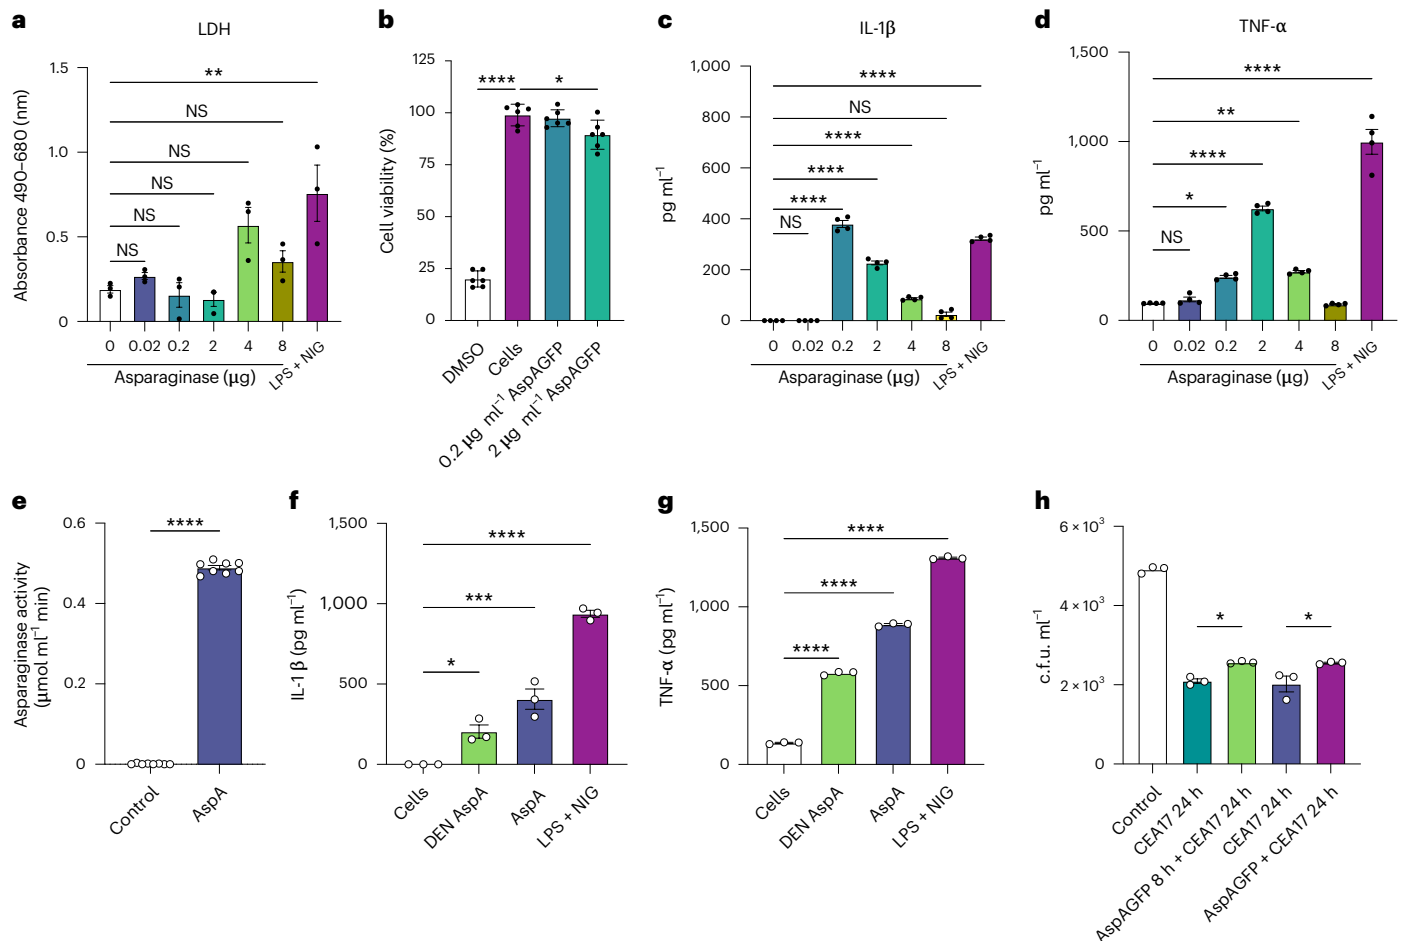 a
LDH
Absorbance 490–680 (nm)
1.5
1.0
0.5
0
**
NS
NS
NS
NS
NS
0 0.02 0.2 2 4 8 LPS + NIG
Asparaginase (μg)
b
Cell viability (%)
125
100
75
50
25
0
**** *
DMSO
Cells
0.2 μg ml⁻¹ AspAGFP
2 μg ml⁻¹ AspAGFP
c
IL-1β
pg ml⁻¹
1,000
800
600
400
200
0
****
NS
****
****
****
NS
0 0.02 0.2 2 4 8 LPS + NIG
Asparaginase (μg)
d
TNF-α
pg ml⁻¹
1,500
1,000
500
0
****
**
****
*
NS
0 0.02 0.2 2 4 8 LPS + NIG
Asparaginase (μg)
e
Asparaginase activity
(μmol ml⁻¹ min)
0.6
0.4
0.2
0
****
Control
AspA
f
IL-1 β (pg ml⁻¹)
1,500
1,000
500
0
****
***
*
Cells
DEN AspA
AspA
LPS + NIG
g
TNF-α (pg ml⁻¹)
1,500
1,000
500
0
****
****
****
Cells
DEN AspA
AspA
LPS + NIG
h
c.f.u. ml⁻¹
6 × 10³
4 × 10³
2 × 10³
0
* *
Control
CEA17 24 h
AspAGFP 8 h + CEA17 24 h
CEA17 24 h
AspAGFP + CEA17 24 h